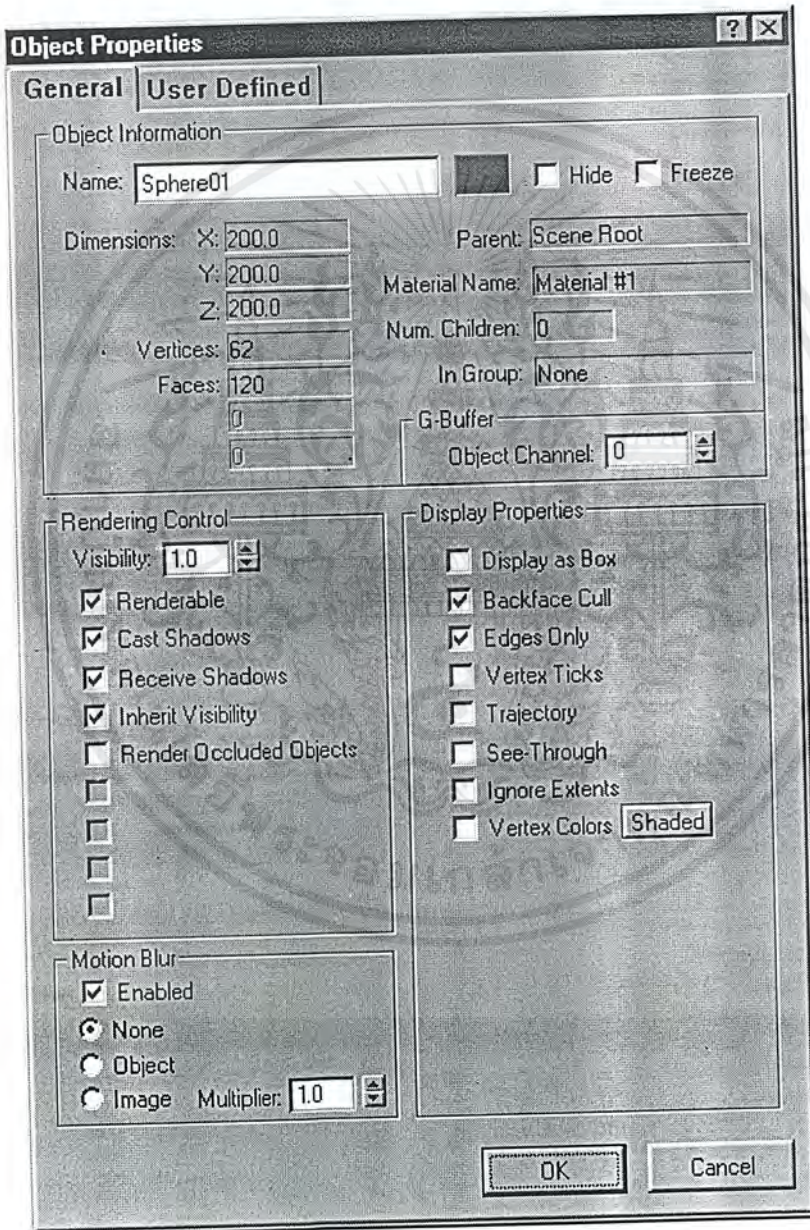 Object Properties
General
User Defined
Object Information
Name: Sphere01
Hide
Freeze
Dimensions: X: 200.0
Y: 200.0
Z: 200.0
Vertices: 62
Faces: 120
0
0
Parent: Scene Root
Material Name: Material #1
Num. Children: 0
In Group: None
G-Buffer
Object Channel: 0
Rendering Control
Visibility: 1.0
Renderable
Cast Shadows
Receive Shadows
Inherit Visibility
Render Occluded Objects
Display Properties
Display as Box
Backface Cull
Edges Only
Vertex Ticks
Trajectory
See-Through
Ignore Extents
Vertex Colors
Shaded
Motion Blur
Enabled
None
Object
Image
Multiplier: 1.0
OK
Cancel